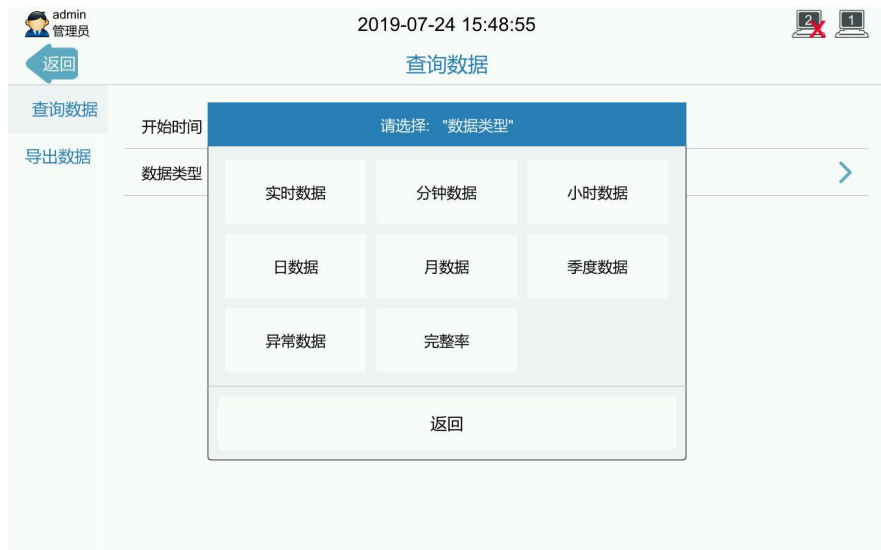 admin
管理员
2019-07-24 15:48:55
2
1
返回
查询数据
查询数据
导出数据
开始时间
数据类型
请选择: "数据类型"
实时数据 分钟数据 小时数据
日数据 月数据 季度数据
异常数据 完整率
返回